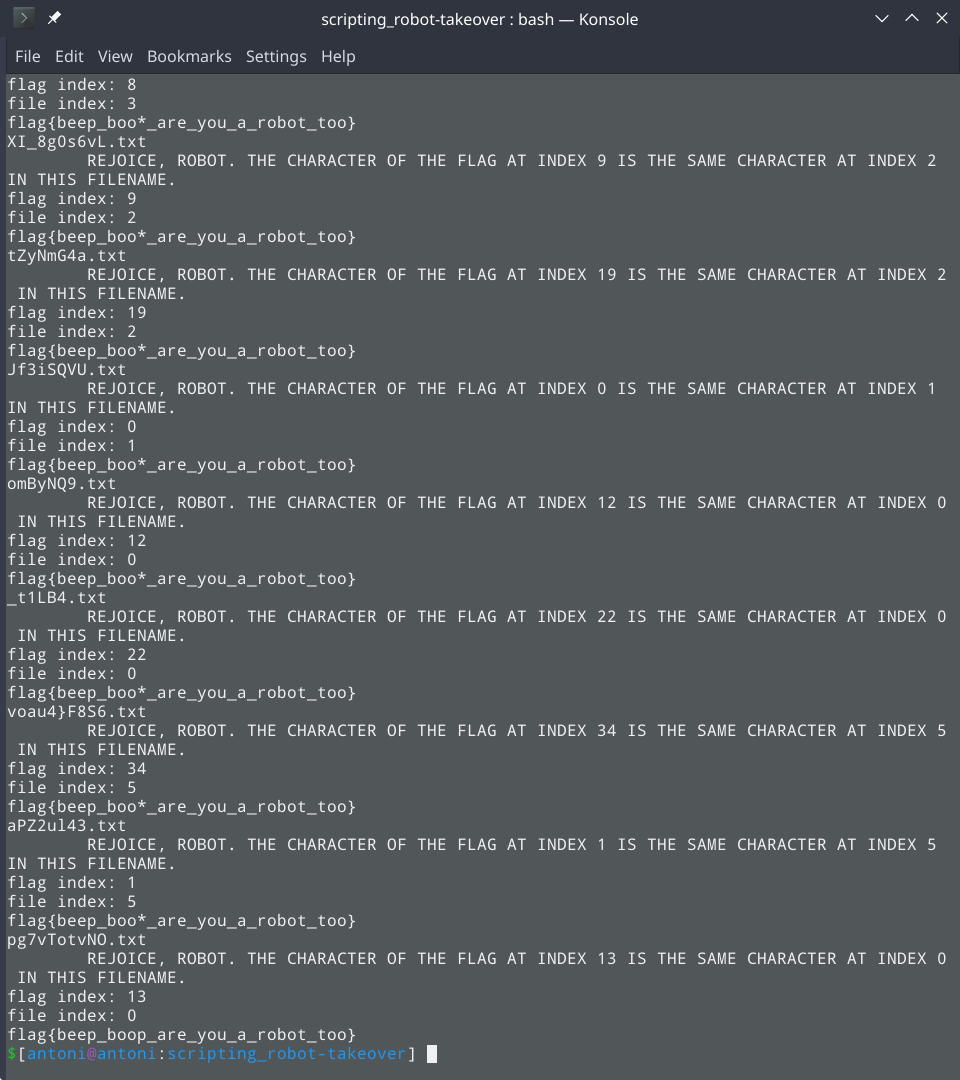 scripting_robot-takeover : bash — Konsole
File Edit View Bookmarks Settings Help
flag index: 8
file index: 3
flag{beep_boo*_are_you_a_robot_too}
XI_8g0s6vL.txt
REJOICE, ROBOT. THE CHARACTER OF THE FLAG AT INDEX 9 IS THE SAME CHARACTER AT INDEX 2
IN THIS FILENAME.
flag index: 9
file index: 2
flag{beep_boo*_are_you_a_robot_too}
tZyNmG4a.txt
REJOICE, ROBOT. THE CHARACTER OF THE FLAG AT INDEX 19 IS THE SAME CHARACTER AT INDEX 2
IN THIS FILENAME.
flag index: 19
file index: 2
flag{beep_boo*_are_you_a_robot_too}
Jf3iSQVU.txt
REJOICE, ROBOT. THE CHARACTER OF THE FLAG AT INDEX 0 IS THE SAME CHARACTER AT INDEX 1
IN THIS FILENAME.
flag index: 0
file index: 1
flag{beep_boo*_are_you_a_robot_too}
omByNQ9.txt
REJOICE, ROBOT. THE CHARACTER OF THE FLAG AT INDEX 12 IS THE SAME CHARACTER AT INDEX 0
IN THIS FILENAME.
flag index: 12
file index: 0
flag{beep_boo*_are_you_a_robot_too}
_t1LB4.txt
REJOICE, ROBOT. THE CHARACTER OF THE FLAG AT INDEX 22 IS THE SAME CHARACTER AT INDEX 0
IN THIS FILENAME.
flag index: 22
file index: 0
flag{beep_boo*_are_you_a_robot_too}
voau4}F8S6.txt
REJOICE, ROBOT. THE CHARACTER OF THE FLAG AT INDEX 34 IS THE SAME CHARACTER AT INDEX 5
IN THIS FILENAME.
flag index: 34
file index: 5
flag{beep_boo*_are_you_a_robot_too}
aPZ2ul43.txt
REJOICE, ROBOT. THE CHARACTER OF THE FLAG AT INDEX 1 IS THE SAME CHARACTER AT INDEX 5
IN THIS FILENAME.
flag index: 1
file index: 5
flag{beep_boo*_are_you_a_robot_too}
pg7vTotvNO.txt
REJOICE, ROBOT. THE CHARACTER OF THE FLAG AT INDEX 13 IS THE SAME CHARACTER AT INDEX 0
IN THIS FILENAME.
flag index: 13
file index: 0
flag{beep_boop_are_you_a_robot_too}
$[antoni@antoni:scripting_robot-takeover]